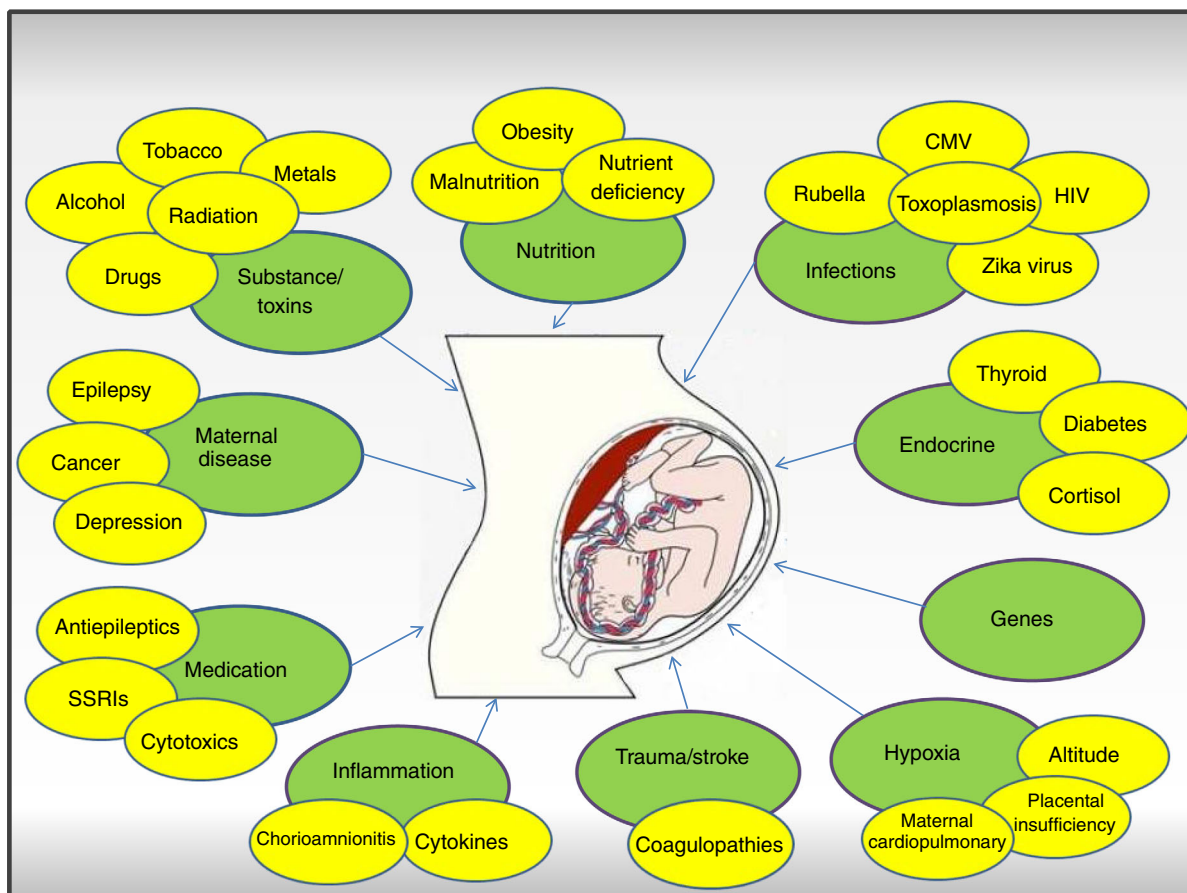 Tobacco
Metals
Alcohol
Radiation
Drugs
Substance/
toxins
Obesity
Malnutrition
Nutrient
deficiency
Nutrition
CMV
Rubella
Toxoplasmosis
HIV
Infections
Zika virus
Epilepsy
Maternal
disease
Cancer
Depression
Thyroid
Endocrine
Diabetes
Cortisol
Antiepileptics
Medication
SSRIs
Cytotoxics
Genes
Inflammation
Chorioamnionitis
Cytokines
Trauma/stroke
Coagulopathies
Hypoxia
Altitude
Placental
insufficiency
Maternal
cardiopulmonary